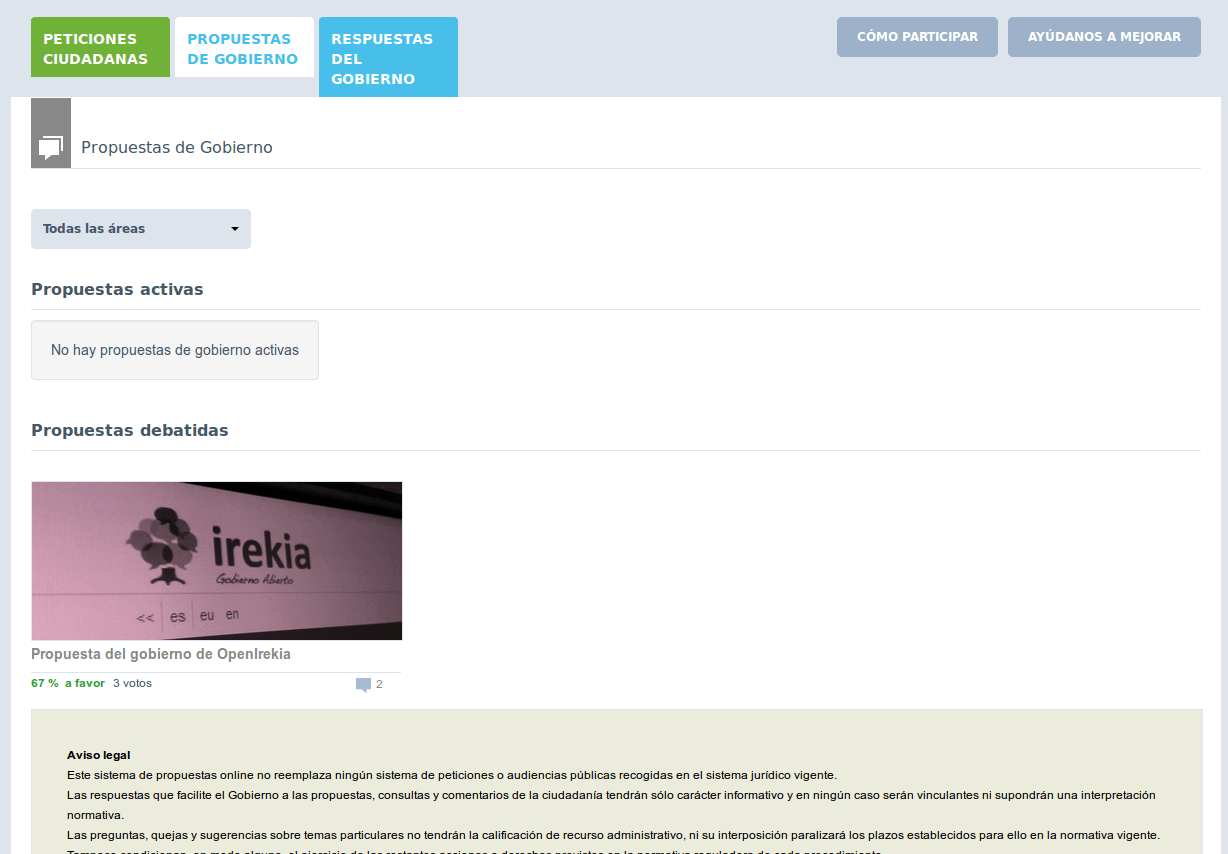 PETICIONES
CIUDADANAS
PROPUESTAS
DE GOBIERNO
RESPUESTAS
DEL
GOBIERNO
CÓMO PARTICIPAR
AYÚDANOS A MEJORAR
Propuestas de Gobierno
Todas las áreas
Propuestas activas
No hay propuestas de gobierno activas
Propuestas debatidas
irekia
Gobierno Abierto
<< es eu en
Propuesta del gobierno de OpenIrekia
67 % a favor 3 votos 2
Aviso legal
Este sistema de propuestas online no reemplaza ningún sistema de peticiones o audiencias públicas recogidas en el sistema jurídico vigente.
Las respuestas que facilite el Gobierno a las propuestas, consultas y comentarios de la ciudadanía tendrán sólo carácter informativo y en ningún caso serán vinculantes ni supondrán una interpretación
normativa.
Las preguntas, quejas y sugerencias sobre temas particulares no tendrán la calificación de recurso administrativo, ni su interposición paralizará los plazos establecidos para ello en la normativa vigente.